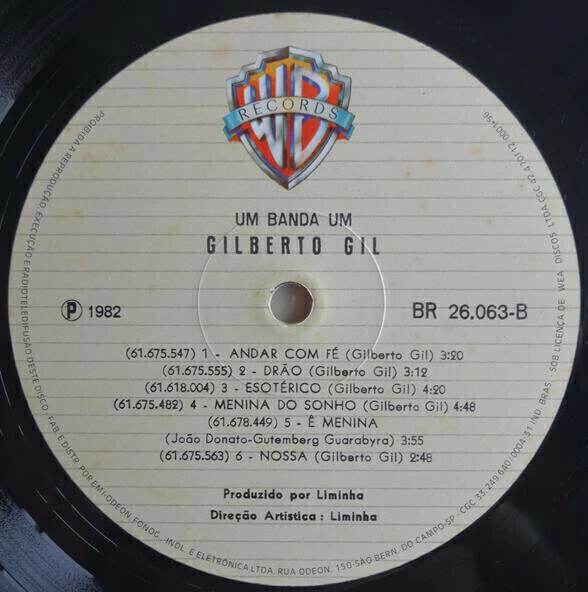 WB
RECORDS
UM BANDA UM
GILBERTO GIL
Ⓟ 1982
BR 26.063-B
(61.675.547) 1 - ANDAR COM FÉ (Gilberto Gil) 3:20
(61.675.555) 2 - DRÃO (Gilberto Gil) 3:12
(61.618.004) 3 - ESOTÉRICO (Gilberto Gil) 4:20
(61.675.482) 4 - MENINA DO SONHO (Gilberto Gil) 4:48
(61.678.449) 5 - Ê MENINA
(João Donato-Gutemberg Guarabyra) 3:55
(61.675.563) 6 - NOSSA (Gilberto Gil) 2:48
Produzido por Liminha
Direção Artística : Liminha
PROIBIDA A REPRODUÇÃO EXECUÇÃO E RADIOTELEDIFUSÃO DESTE DISCO. FAB. E DISTR. POR EMI-ODEON FONOG., INDL. E ELETRÔNICA LTDA. RUA ODEON, 150-SÃO BERN. DO CAMPO-SP - CGC 33.249.640/0004-31 IND. BRAS. - SOB LICENÇA DE WEA DISCOS LTDA CGC 42.470.112/0001-96